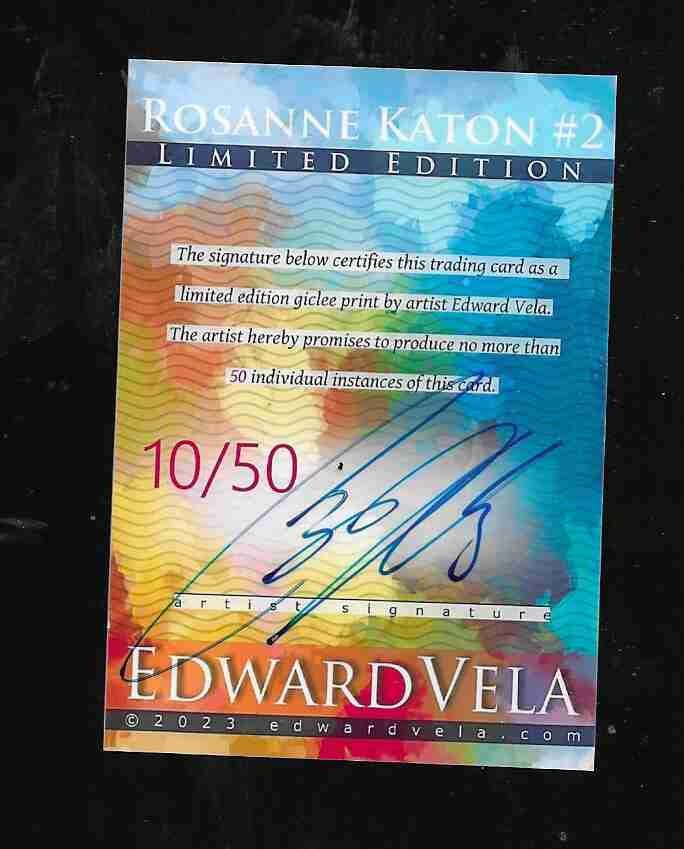 ROSANNE KATON #2
LIMITED EDITION
The signature below certifies this trading card as a
limited edition giclee print by artist Edward Vela.
The artist hereby promises to produce no more than
50 individual instances of this card.
10/50
artist signature
EDWARD VELA
© 2023 edwardvela.com